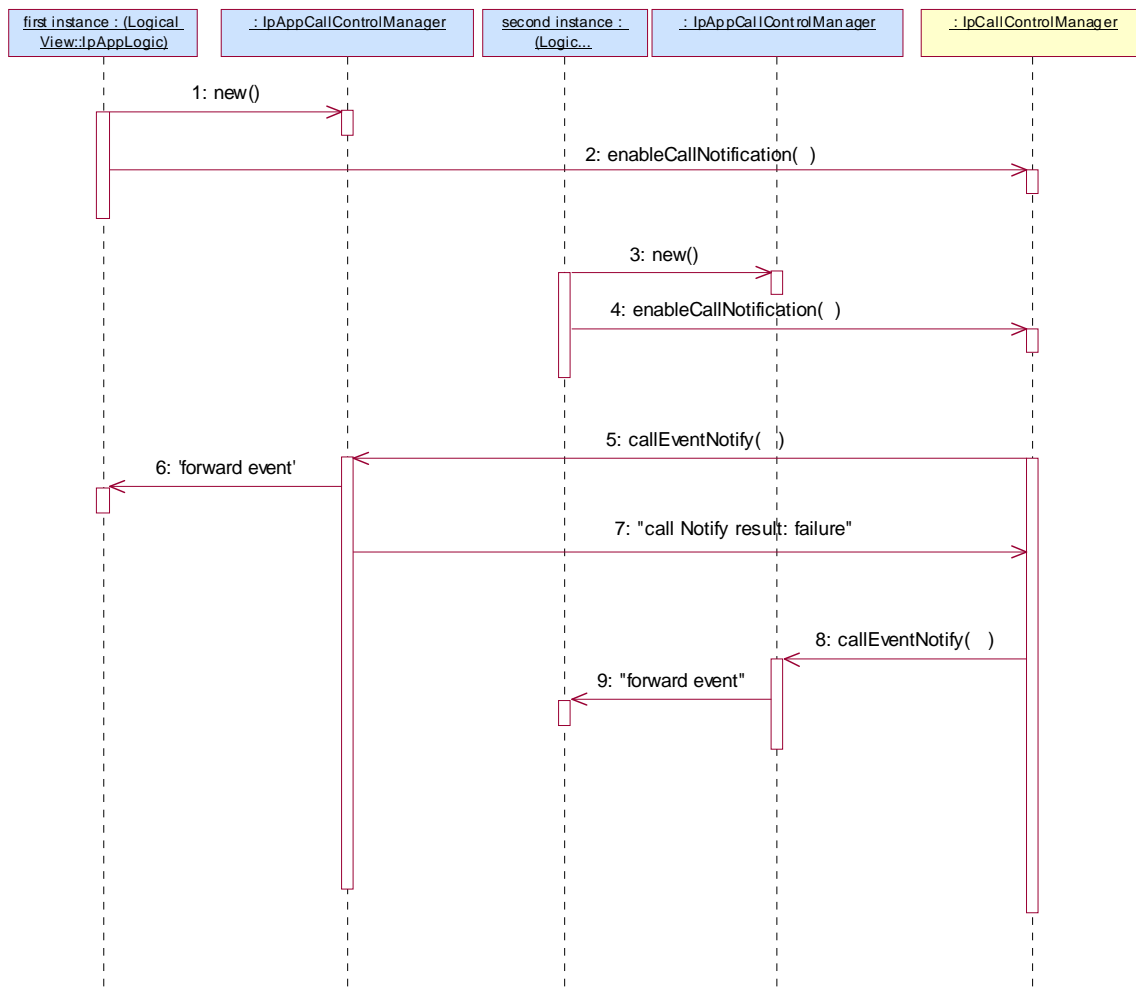 first instance : (Logical
View::IpAppLogic)
: IpAppCallControlManager
second instance :
(Logic...
: IpAppCallControlManager
: IpCallControlManager
1: new()
2: enableCallNotification(  )
3: new()
4: enableCallNotification(  )
5: callEventNotify(   )
6: 'forward event'
7: "call Notify result: failure"
8: callEventNotify(   )
9: "forward event"